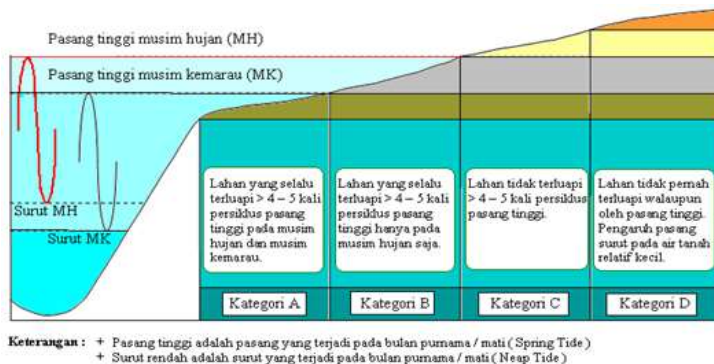 Pasang tinggi musim hujan (MH)
Pasang tinggi musim kemarau (MK)
Surut MH
Surut MK
Lahan yang selalu
terluapi > 4 – 5 kali
persiklus pasang
tinggi pada musim
hujan dan musim
kemarau.
Lahan yang selalu
terluapi > 4 – 5 kali
persiklus pasang
tinggi hanya pada
musim hujan saja.
Lahan tidak terluapi
> 4 – 5 kali persiklus
pasang tinggi.
Lahan tidak pernah
terluapi walaupun
oleh pasang tinggi.
Pengaruh pasang
surut pada air tanah
relatif kecil.
Kategori A
Kategori B
Kategori C
Kategori D
Keterangan : + Pasang tinggi adalah pasang yang terjadi pada bulan purnama / mati ( Spring Tide )
+ Surut rendah adalah surut yang terjadi pada bulan purnama / mati ( Neap Tide )